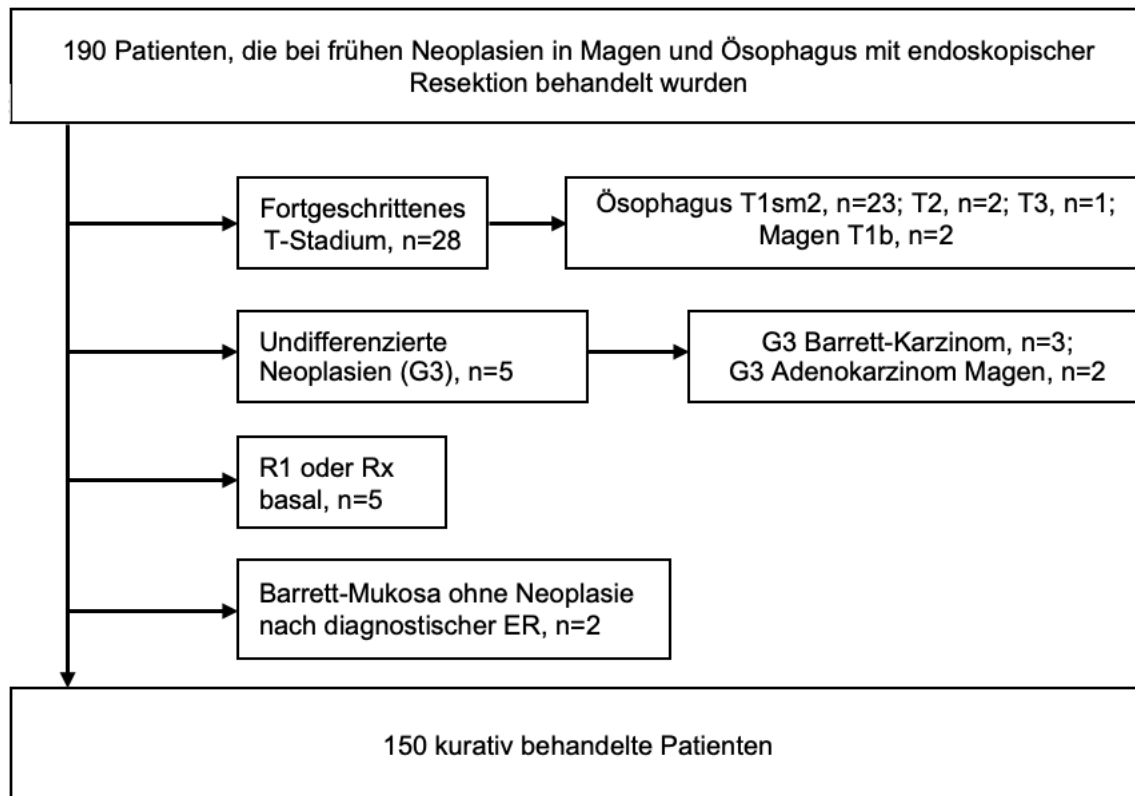 190 Patienten, die bei frühen Neoplasien in Magen und Ösophagus mit endoskopischer
Resektion behandelt wurden
Fortgeschrittenes
T-Stadium, n=28
Ösophagus T1sm2, n=23; T2, n=2; T3, n=1;
Magen T1b, n=2
Undifferenzierte
Neoplasien (G3), n=5
G3 Barrett-Karzinom, n=3;
G3 Adenokarzinom Magen, n=2
R1 oder Rx
basal, n=5
Barrett-Mukosa ohne Neoplasie
nach diagnostischer ER, n=2
150 kurativ behandelte Patienten